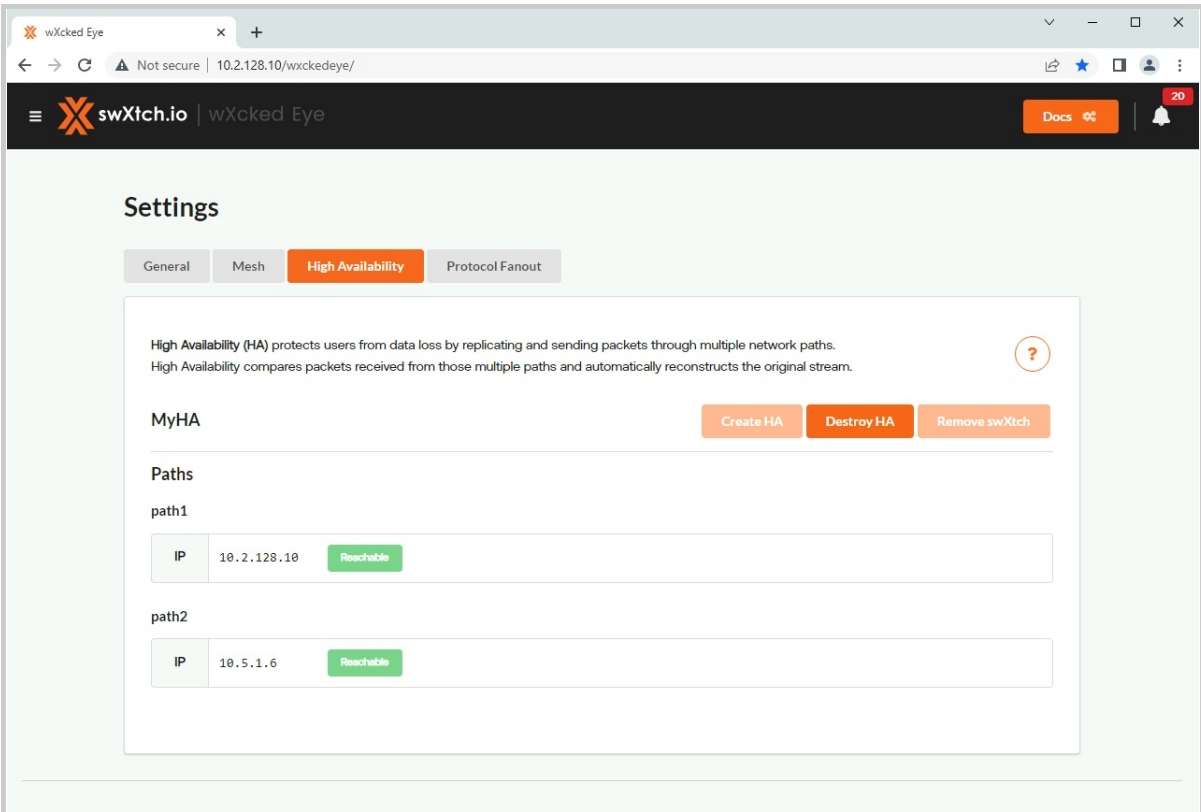 wXcked Eye
Not secure | 10.2.128.10/wxckedeye/
swXtch.io | wXcked Eye
Docs
20
Settings
General Mesh High Availability Protocol Fanout
High Availability (HA) protects users from data loss by replicating and sending packets through multiple network paths.
High Availability compares packets received from those multiple paths and automatically reconstructs the original stream.
?
MyHA
Create HA Destroy HA Remove swXtch
Paths
path1
IP 10.2.128.10 Reachable
path2
IP 10.5.1.6 Reachable